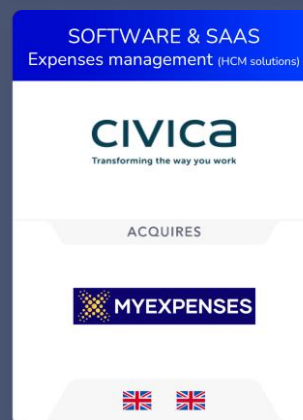 SOFTWARE & SAAS
Expenses management (HCM solutions)
CIVICA
Transforming the way you work
ACQUIRES
MYEXPENSES